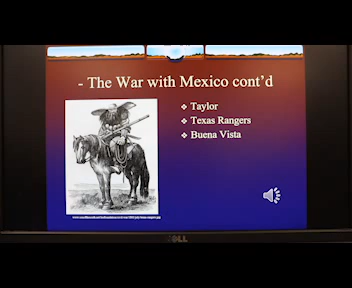 - The War with Mexico cont'd
❖ Taylor
❖ Texas Rangers
❖ Buena Vista
DELL